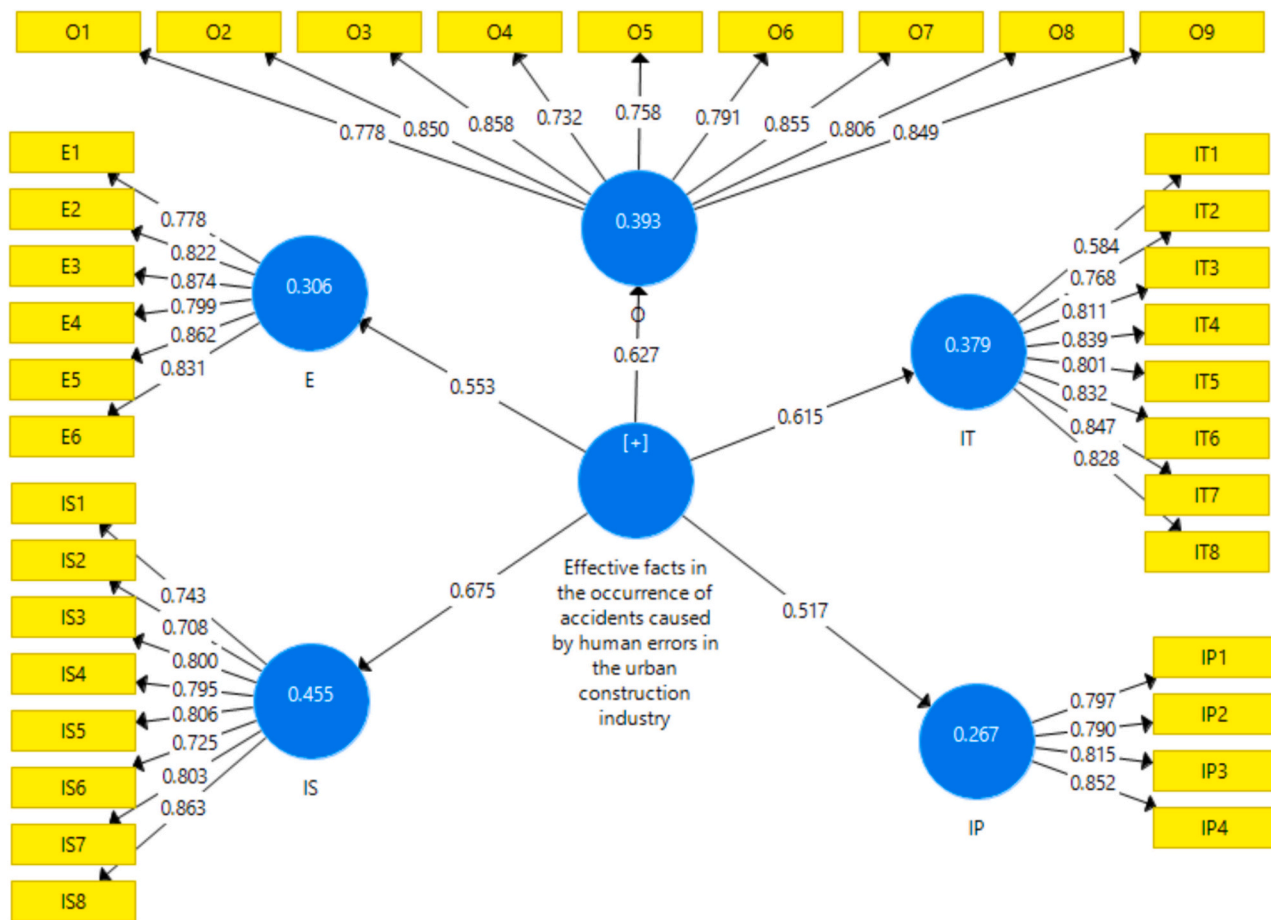 O1 O2 O3 O4 O5 O6 O7 O8 O9
0.778 0.850 0.858 0.732 0.758 0.791 0.855 0.806 0.849
0.393
O
E1
E2
E3
E4
E5
E6
0.778
0.822
0.874
0.799
0.862
0.831
0.306
E
IT1
IT2
IT3
IT4
IT5
IT6
IT7
IT8
0.584
0.768
0.811
0.839
0.801
0.832
0.847
0.828
0.379
IT
0.627
0.553
0.615
[+]
0.675
0.517
Effective facts in
the occurrence of
accidents caused
by human errors in
the urban
construction
industry
IS1
IS2
IS3
IS4
IS5
IS6
IS7
IS8
0.743
0.708
0.800
0.795
0.806
0.725
0.803
0.863
0.455
IS
IP1
IP2
IP3
IP4
0.797
0.790
0.815
0.852
0.267
IP